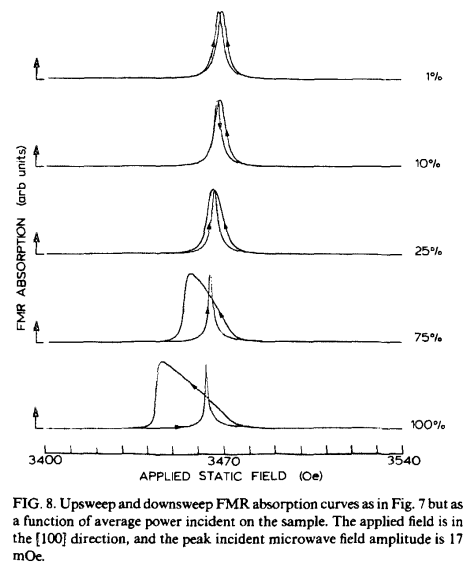 1%
10%
25%
75%
100%
FMR ABSORPTION (arb units)
3400
3470
3540
APPLIED STATIC FIELD (Oe)
FIG. 8. Upsweep and downsweep FMR absorption curves as in Fig. 7 but as
a function of average power incident on the sample. The applied field is in
the [100] direction, and the peak incident microwave field amplitude is 17
mOe.